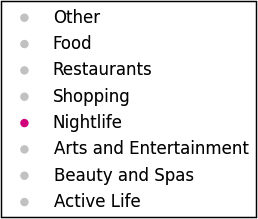 Other
Food
Restaurants
Shopping
Nightlife
Arts and Entertainment
Beauty and Spas
Active Life